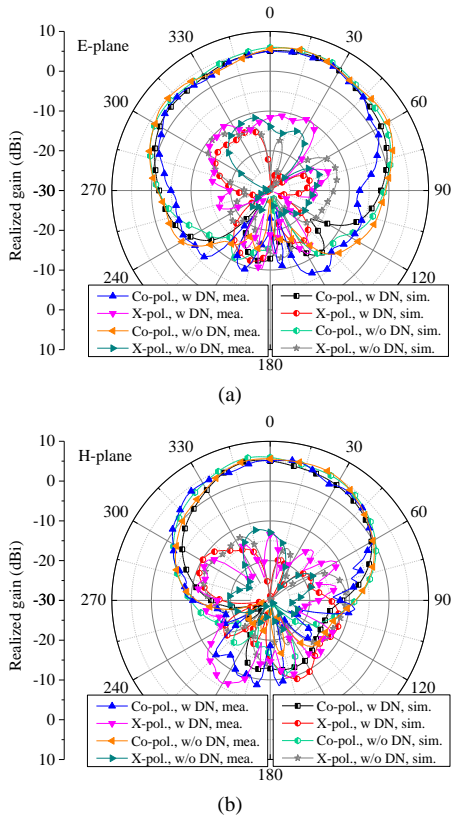 0
10
E-plane
330
30
0
300
60
-10
-20
-30
270
90
-20
-10
240
120
0
10
180
Realized gain (dBi)
Co-pol., w DN, mea.
X-pol., w DN, mea.
Co-pol., w/o DN, mea.
X-pol., w/o DN, mea.
Co-pol., w DN, sim.
X-pol., w DN, sim.
Co-pol., w/o DN, sim.
X-pol., w/o DN, sim.
(a)
0
10
H-plane
330
30
0
300
60
-10
-20
-30
270
90
-20
-10
240
120
0
10
180
Realized gain (dBi)
Co-pol., w DN, mea.
X-pol., w DN, mea.
Co-pol., w/o DN, mea.
X-pol., w/o DN, mea.
Co-pol., w DN, sim.
X-pol., w DN, sim.
Co-pol., w/o DN, sim.
X-pol., w/o DN, sim.
(b)